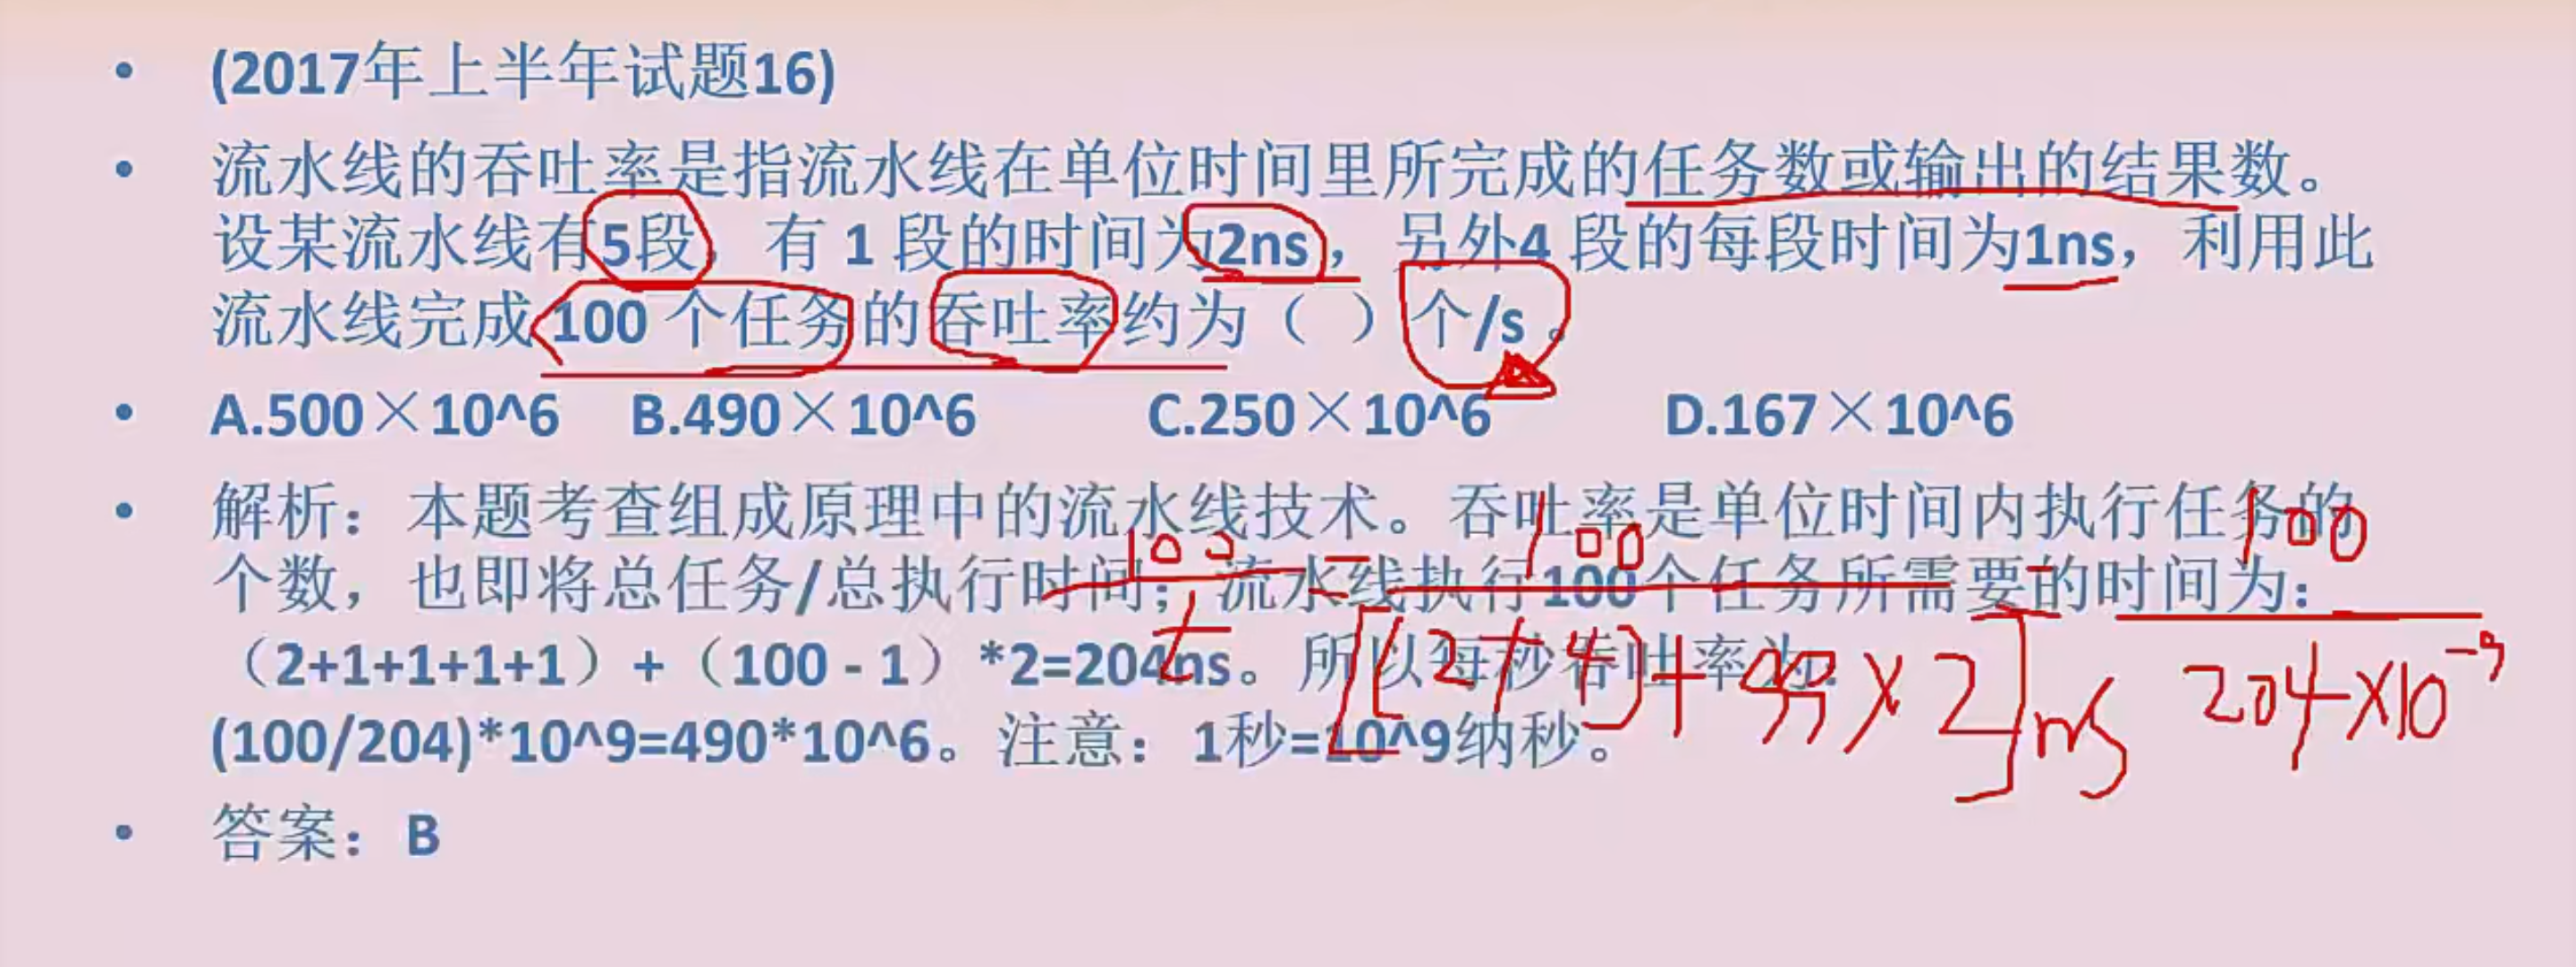 (2017年上半年试题16)
流水线的吞吐率是指流水线在单位时间里所完成的任务数或输出的结果数。
设某流水线有5段，有 1 段的时间为2ns，另外4 段的每段时间为1ns，利用此
流水线完成 100 个任务的吞吐率约为（ ）个/s 。
A.500×10^6 B.490×10^6 C.250×10^6 D.167×10^6
解析：本题考查组成原理中的流水线技术。吞吐率是单位时间内执行任务的
个数，也即将总任务/总执行时间；流水线执行100个任务所需要的时间为：
（2+1+1+1+1）+（100 - 1）*2=204ns。所以每秒吞吐率为：
(100/204)*10^9=490*10^6。注意：1秒=10^9纳秒。
答案：B
100
t
= 100
[(2+4)+99×2]ns
= 100
204×10^-9